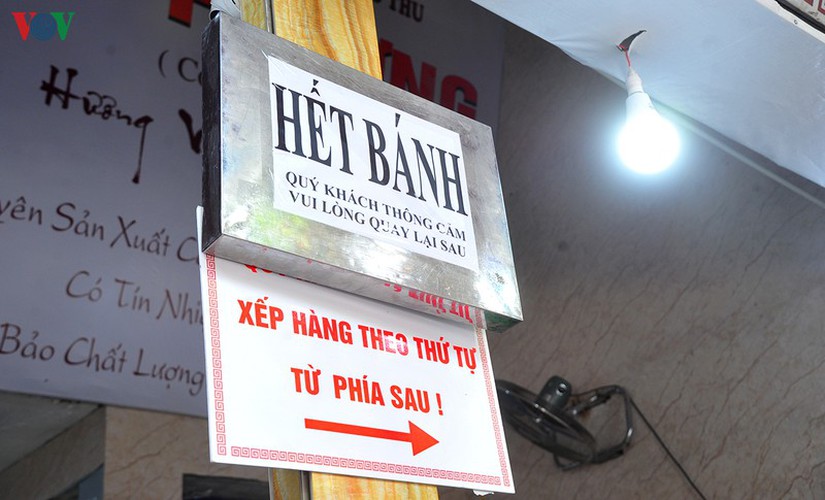 VOV
THU
Hương V
Sản Xuất
Có Tín
Bảo Chất Lượng
HẾT BÁNH
QUÝ KHÁCH THÔNG CẢM
VUI LÒNG QUAY LẠI SAU
XẾP HÀNG THEO THỨ TỰ
TỪ PHÍA SAU !